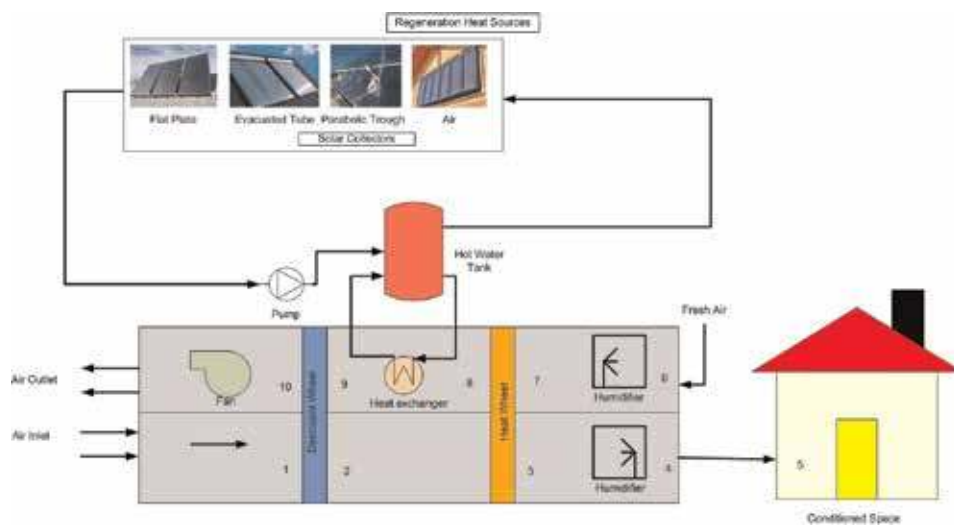 Regeneration Heat Sources
Flat Plate
Evacuated Tube
Parabolic Trough
Air
Solar Collectors
Hot Water
Tank
Pump
Fresh Air
Air Outlet
Fan
10
Desiccant Wheel
9
Heat exchanger
8
Heat Wheel
7
Humidifier
6
Air Inlet
1
2
3
Humidifier
4
5
Conditioned Space